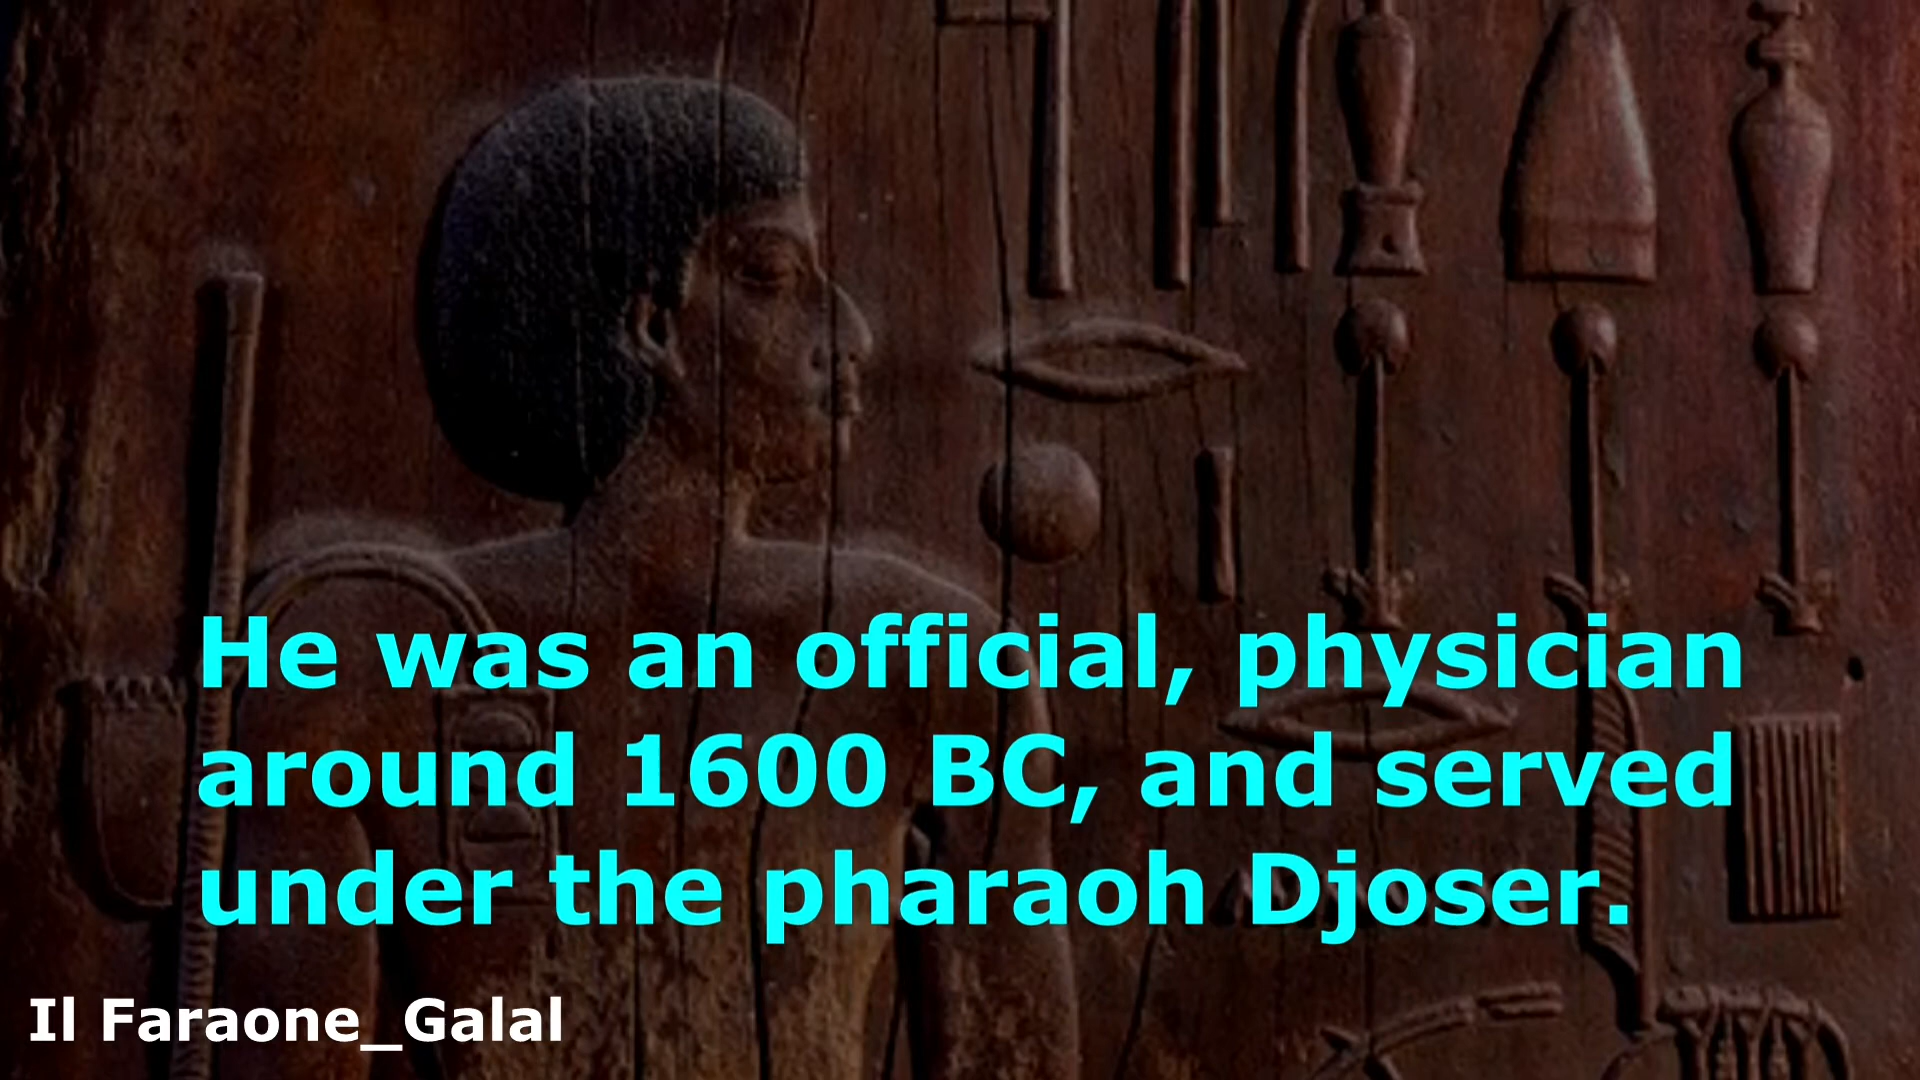 He was an official, physician
around 1600 BC, and served
under the pharaoh Djoser.
Il Faraone_Galal